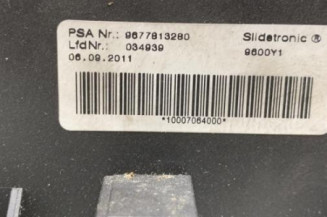 PSA Nr.: 9677813280 Slidetronic ®
LfdNr.: 034939 9600Y1
06.09.2011
*10007064000*